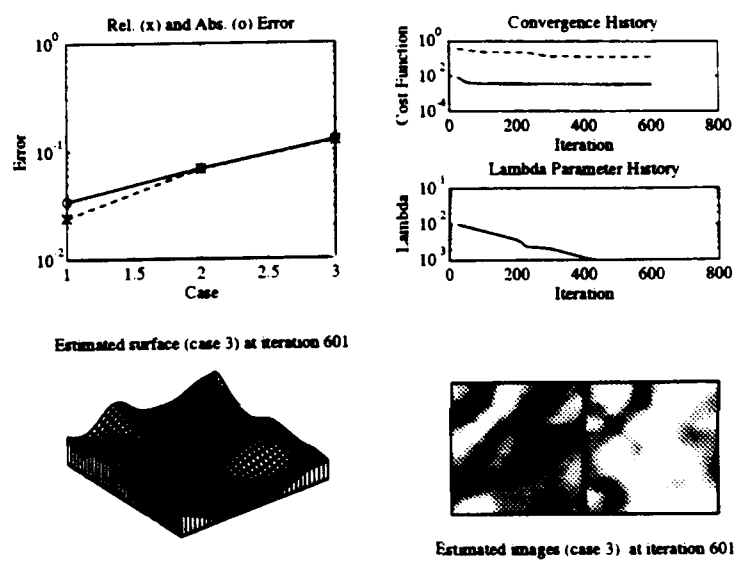 Rel. (x) and Abs. (o) Error
10^0
10^-1
10^-2
Error
1
1.5
2
2.5
3
Case
Convergence History
10^0
10^-2
10^-4
Cost Function
0
200
400
600
800
Iteration
Lambda Parameter History
10^-1
10^-2
10^-3
Lambda
0
200
400
600
800
Iteration
Estimated surface (case 3) at iteration 601
Estimated images (case 3) at iteration 601